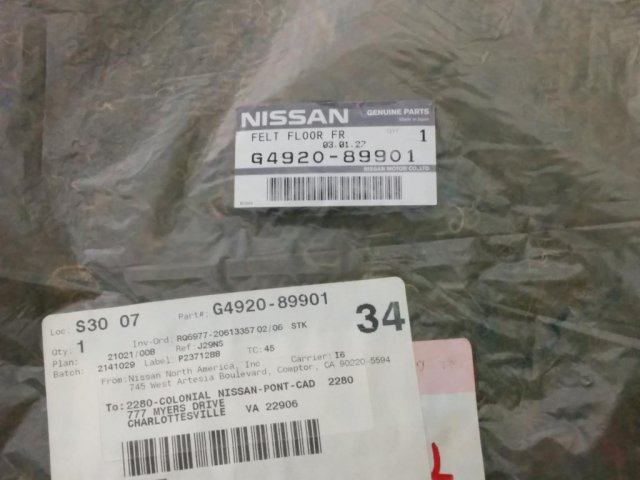 NISSAN GENUINE PARTS
Made in Japan
FELT FLOOR FR QTY 1
03.01.27
G4920-89901
NISSAN MOTOR CO.,LTD.
Loc: S30 07 Part#: G4920-89901
Qty: 1 Inv-Ord: RQ6977-20613357 02/06 STK 34
Plan: 21021/00B Ref: J29N5
Batch: 2141029 Label: P2371288 TC: 45 Carrier: I6
From: Nissan North America, Inc.
745 West Artesia Boulevard, Comptor, CA 90220-5594
To: 2280-COLONIAL NISSAN-PONT-CAD 2280
777 MYERS DRIVE
CHARLOTTESVILLE VA 22906